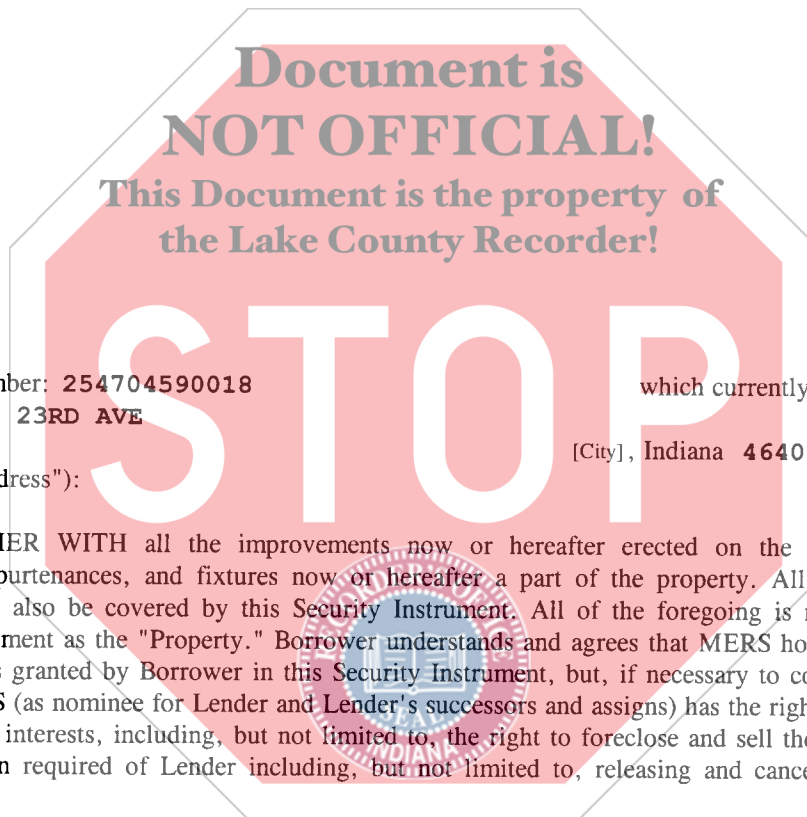 Document is
NOT OFFICIAL!
This Document is the property of
the Lake County Recorder!
STOP
nber: 254704590018 which currently
23RD AVE
[City], Indiana 4640
dress"):
IER WITH all the improvements now or hereafter erected on the
purtenances, and fixtures now or hereafter a part of the property. All
also be covered by this Security Instrument. All of the foregoing is
ment as the "Property." Borrower understands and agrees that MERS ho
s granted by Borrower in this Security Instrument, but, if necessary to co
S (as nominee for Lender and Lender's successors and assigns) has the righ
interests, including, but not limited to, the right to foreclose and sell the
n required of Lender including, but not limited to, releasing and cance
RECORDER'S OFFICE
SEAL
INDIANA